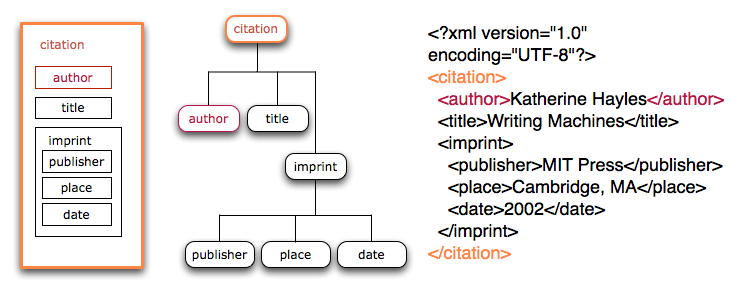 citation
author
title
imprint
publisher
place
date
citation
author title
imprint
publisher place date
<?xml version="1.0"
encoding="UTF-8"?>
<citation>
<author>Katherine Hayles</author>
<title>Writing Machines</title>
<imprint>
<publisher>MIT Press</publisher>
<place>Cambridge, MA</place>
<date>2002</date>
</imprint>
</citation>